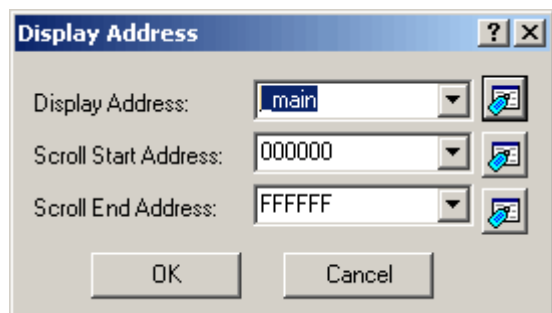 Display Address
Display Address: _main
Scroll Start Address: 000000
Scroll End Address: FFFFFF
OK Cancel